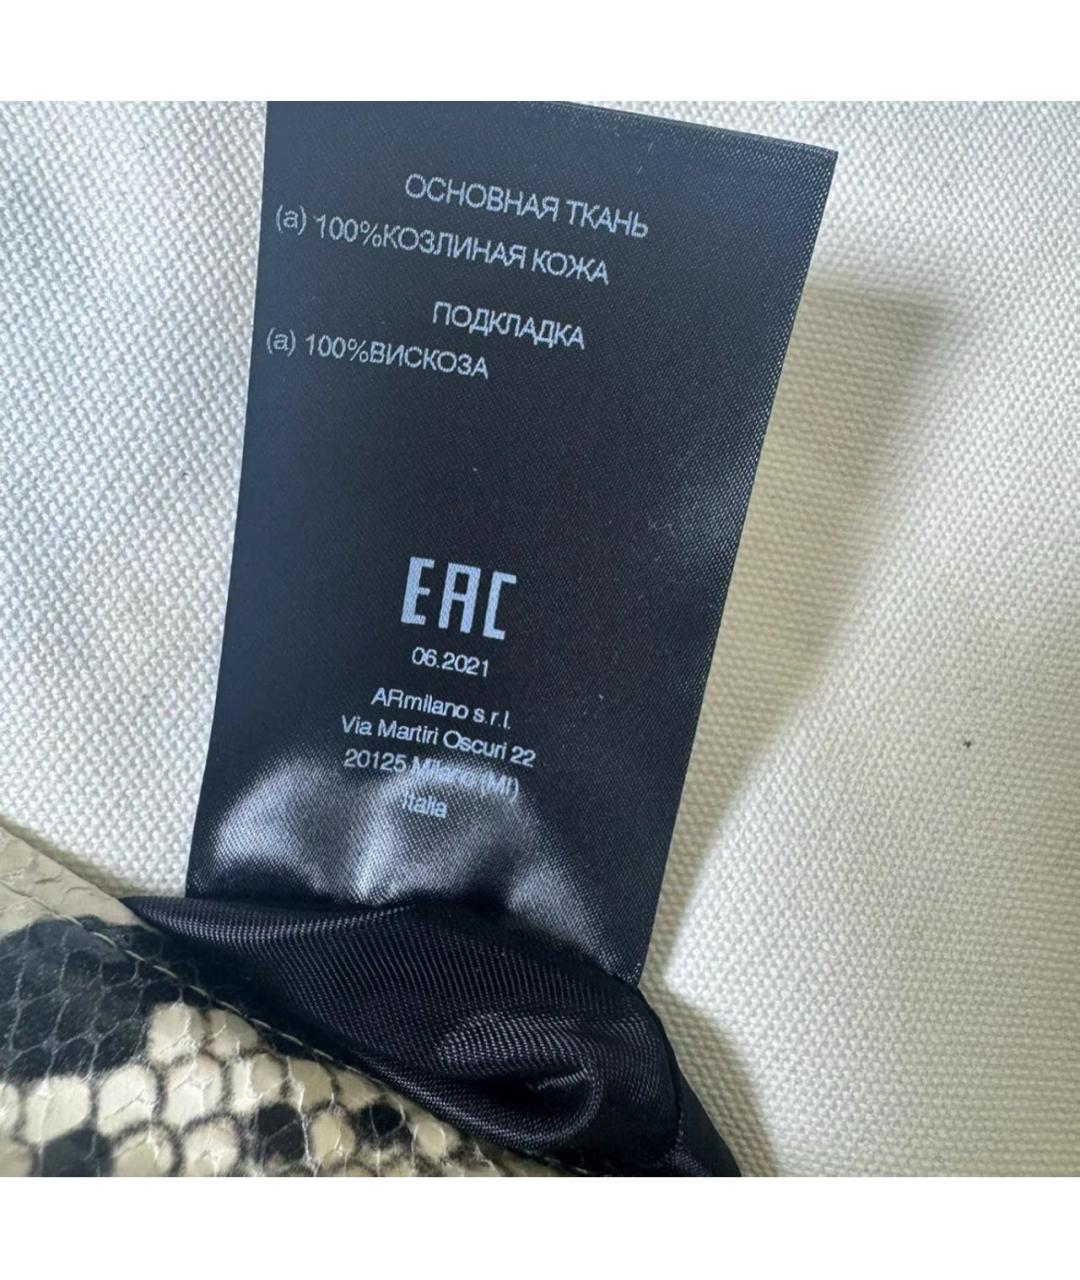 ОСНОВНАЯ ТКАНЬ
(a) 100%КОЗЛИНАЯ КОЖА
ПОДКЛАДКА
(a) 100%ВИСКОЗА
EAC
06.2021
ARmilano s.r.l.
Via Martiri Oscuri 22
20125 Milano (MI)
Italia